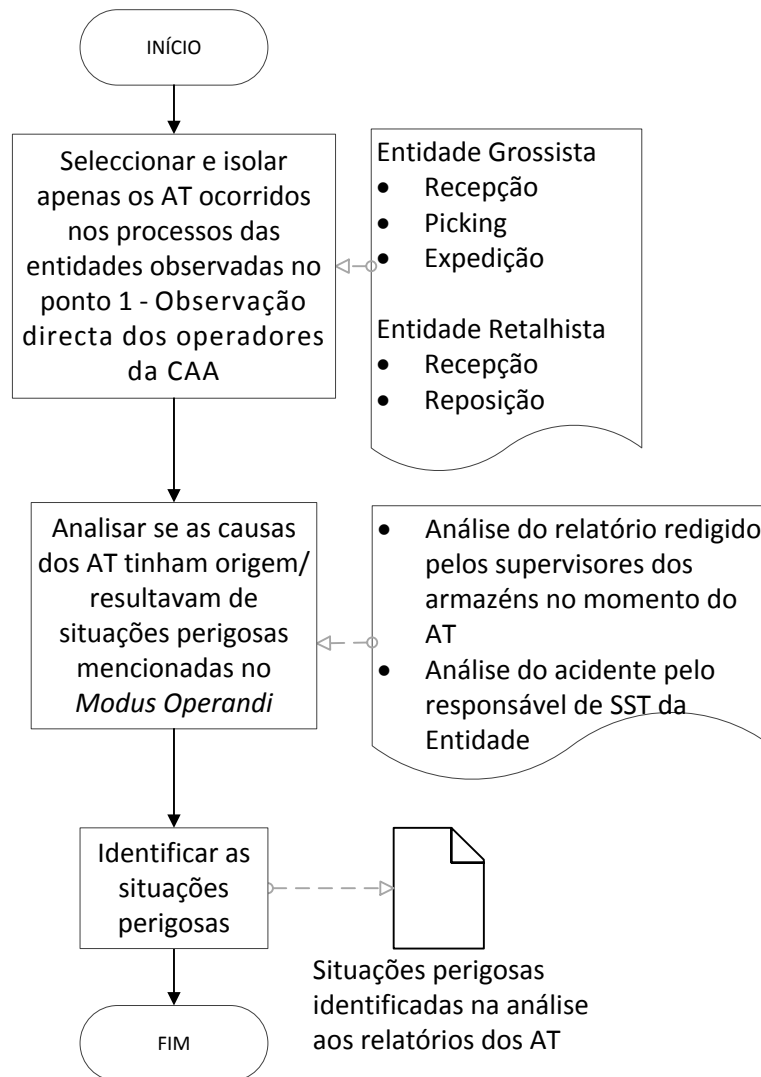 INÍCIO
Seleccionar e isolar
apenas os AT ocorridos
nos processos das
entidades observadas no
ponto 1 - Observação
directa dos operadores
da CAA
Entidade Grossista
• Recepção
• Picking
• Expedição
Entidade Retalhista
• Recepção
• Reposição
Analisar se as causas
dos AT tinham origem/
resultavam de
situações perigosas
mencionadas no
Modus Operandi
• Análise do relatório redigido
pelos supervisores dos
armazéns no momento do
AT
• Análise do acidente pelo
responsável de SST da
Entidade
Identificar as
situações
perigosas
Situações perigosas
identificadas na análise
aos relatórios dos AT
FIM